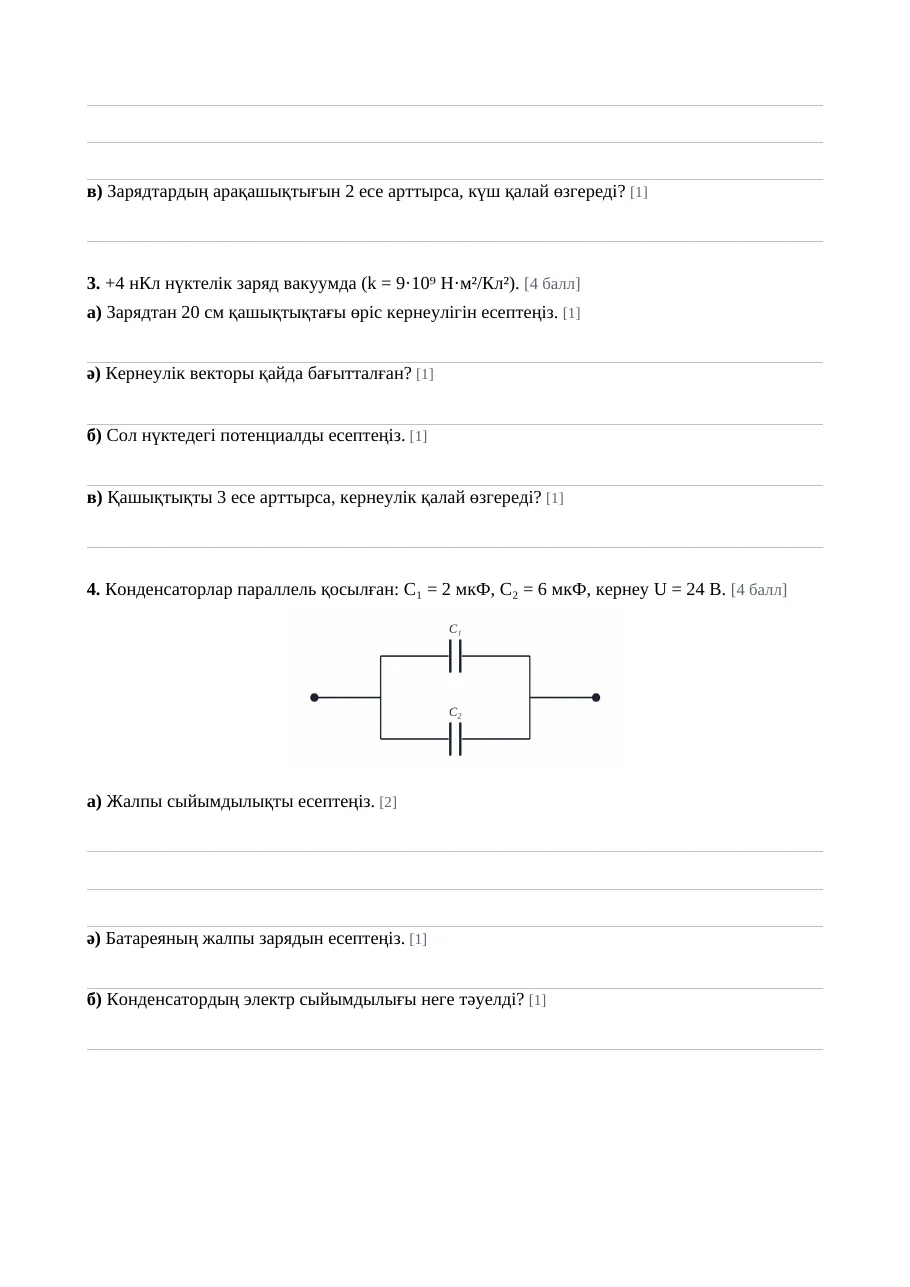 в) Зарядтардың арақашықтығын 2 есе арттырса, күш қалай өзгереді? [1]
3. +4 нКл нүктелік заряд вакуумда (k = 9·10⁹ Н·м²/Кл²). [4 балл]
а) Зарядтан 20 см қашықтықтағы өріс кернеулігін есептеңіз. [1]
ә) Кернеулік векторы қайда бағытталған? [1]
б) Сол нүктедегі потенциалды есептеңіз. [1]
в) Қашықтықты 3 есе арттырса, кернеулік қалай өзгереді? [1]
4. Конденсаторлар параллель қосылған: C₁ = 2 мкФ, C₂ = 6 мкФ, кернеу U = 24 В. [4 балл]
C₁
C₂
а) Жалпы сыйымдылықты есептеңіз. [2]
ә) Батареяның жалпы зарядын есептеңіз. [1]
б) Конденсатордың электр сыйымдылығы неге тәуелді? [1]